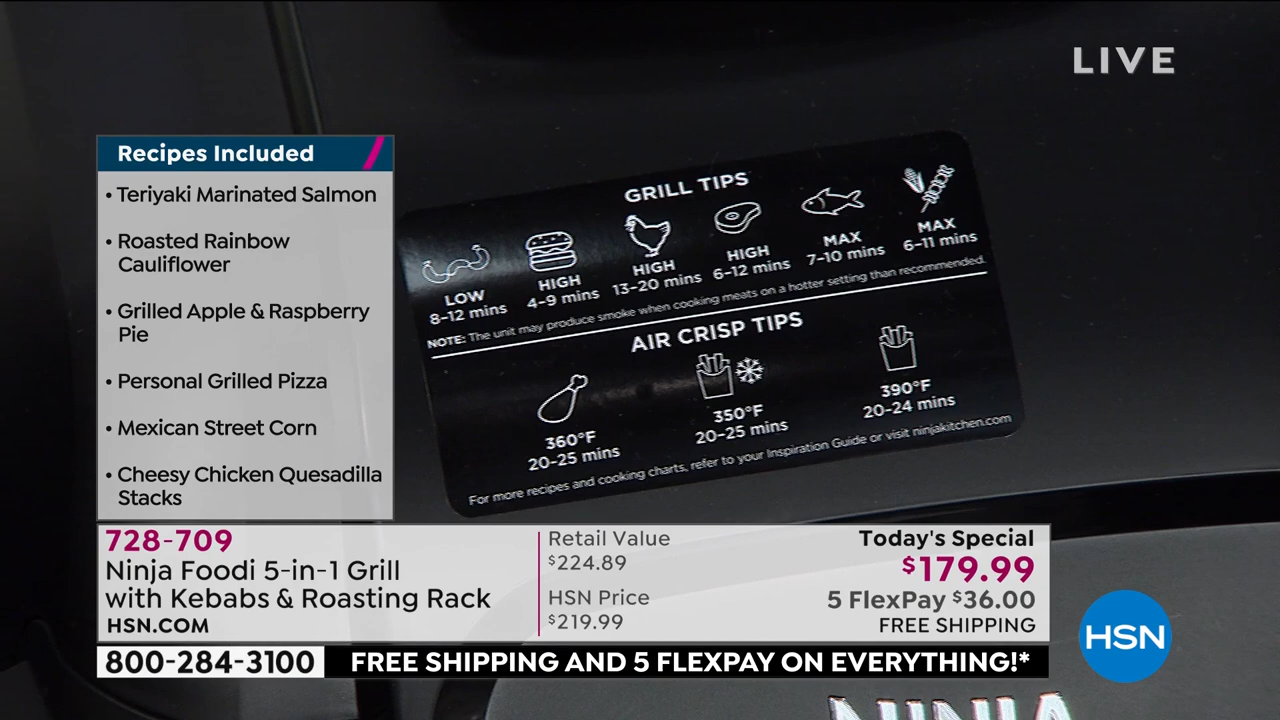 LIVE
Recipes Included
• Teriyaki Marinated Salmon
• Roasted Rainbow
Cauliflower
• Grilled Apple & Raspberry
Pie
• Personal Grilled Pizza
• Mexican Street Corn
• Cheesy Chicken Quesadilla
Stacks
GRILL TIPS
LOW
8-12 mins
HIGH
4-9 mins
HIGH
13-20 mins
HIGH
6-12 mins
MAX
7-10 mins
MAX
6-11 mins
NOTE: The unit may produce smoke when cooking meats on a hotter setting than recommended.
AIR CRISP TIPS
360°F
20-25 mins
350°F
20-25 mins
390°F
20-24 mins
For more recipes and cooking charts, refer to your Inspiration Guide or visit ninjakitchen.com
728-709
Ninja Foodi 5-in-1 Grill
with Kebabs & Roasting Rack
HSN.COM
Retail Value
$224.89
HSN Price
$219.99
Today's Special
$179.99
5 FlexPay $36.00
FREE SHIPPING
HSN
800-284-3100
FREE SHIPPING AND 5 FLEXPAY ON EVERYTHING!*
NINJA